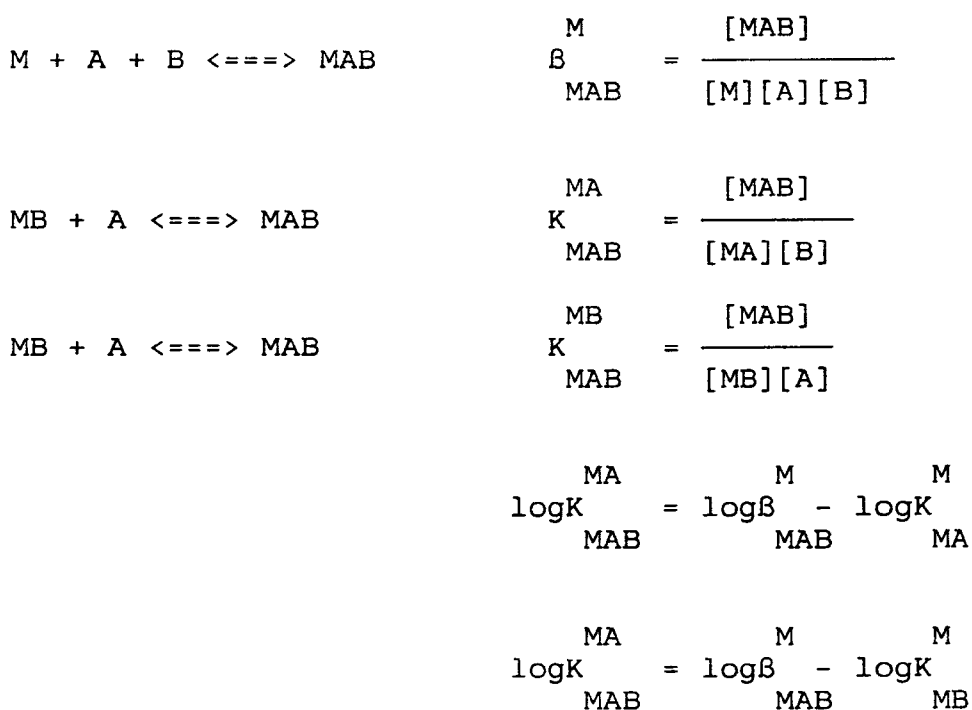 M [MAB]
M + A + B <===> MAB ß = ―――
MAB [M][A][B]
MA [MAB]
MB + A <===> MAB K = ―――
MAB [MA][B]
MB [MAB]
MB + A <===> MAB K = ―――
MAB [MB][A]
MA M M
logK = logß - logK
MAB MAB MA
MA M M
logK = logß - logK
MAB MAB MB